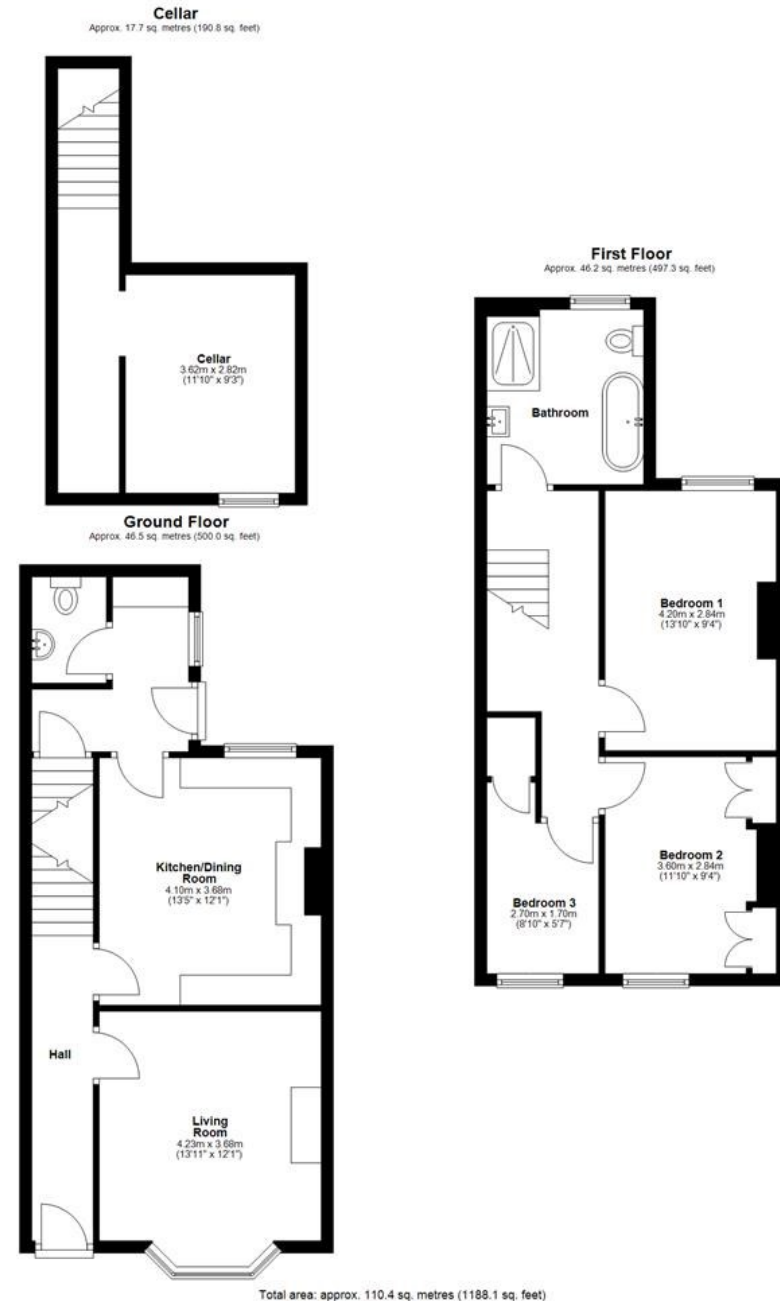 Cellar
Approx. 17.7 sq. metres (190.8 sq. feet)
Cellar
3.62m x 2.82m
(11'10" x 9'3")
Ground Floor
Approx. 46.5 sq. metres (500.0 sq. feet)
Kitchen/Dining
Room
4.10m x 3.68m
(13'5" x 12'1")
Hall
Living
Room
4.23m x 3.68m
(13'11" x 12'1")
First Floor
Approx. 46.2 sq. metres (497.3 sq. feet)
Bathroom
Bedroom 1
4.20m x 2.84m
(13'10" x 9'4")
Bedroom 2
3.60m x 2.84m
(11'10" x 9'4")
Bedroom 3
2.70m x 1.70m
(8'10" x 5'7")
Total area: approx. 110.4 sq. metres (1188.1 sq. feet)